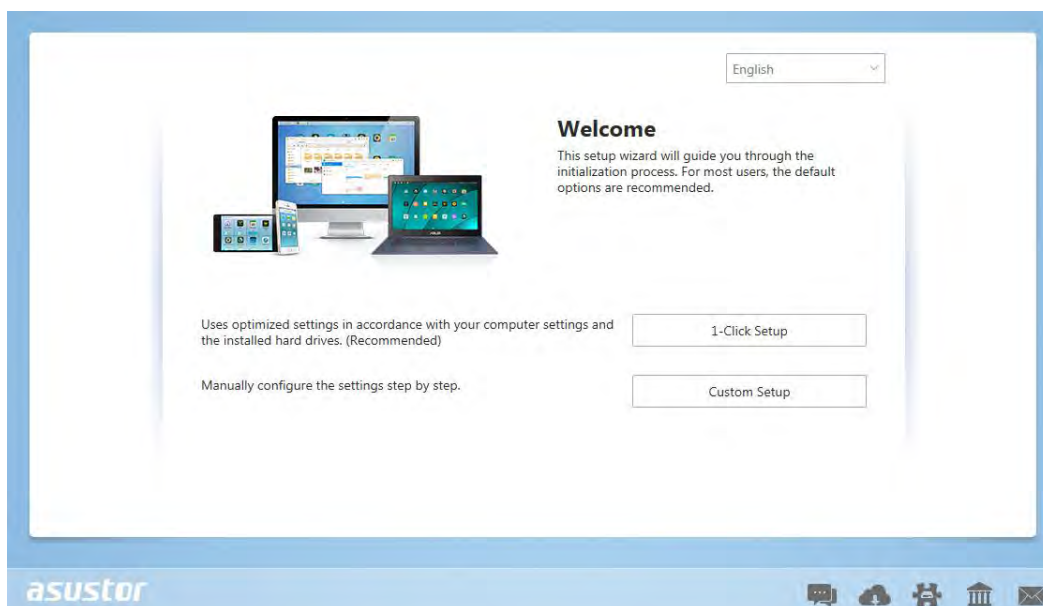 English
Welcome
This setup wizard will guide you through the
initialization process. For most users, the default
options are recommended.
Uses optimized settings in accordance with your computer settings and
the installed hard drives. (Recommended)
1-Click Setup
Manually configure the settings step by step.
Custom Setup
asustor